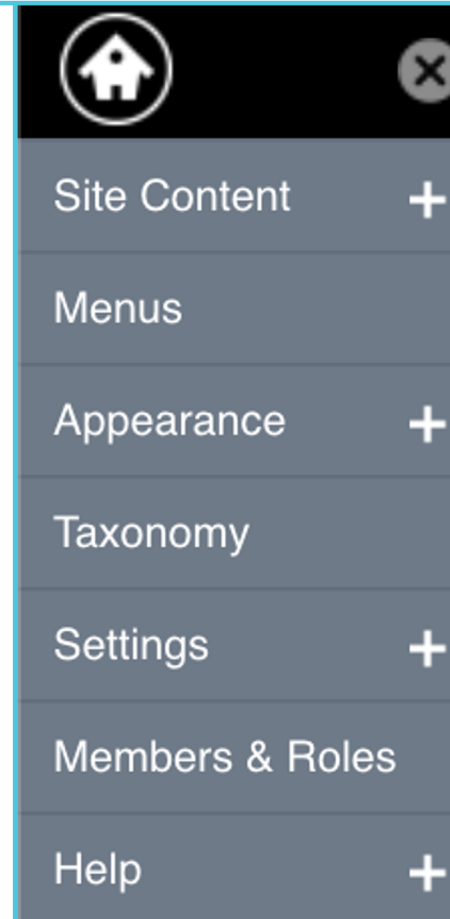 Site Content +
Menus
Appearance +
Taxonomy
Settings +
Members & Roles
Help +